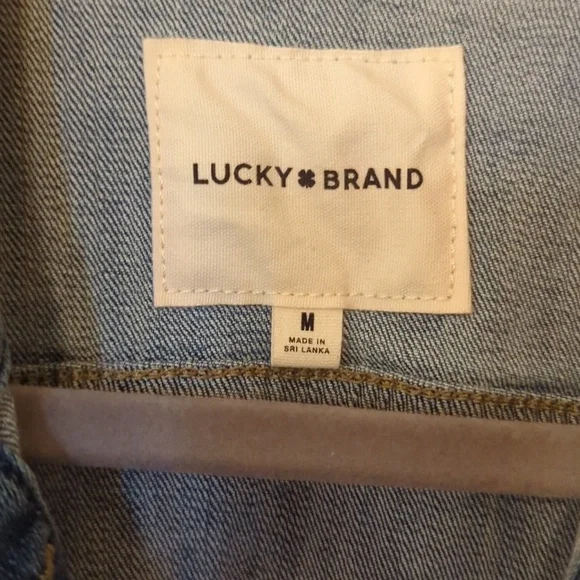 LUCKY BRAND
M
MADE IN
SRI LANKA